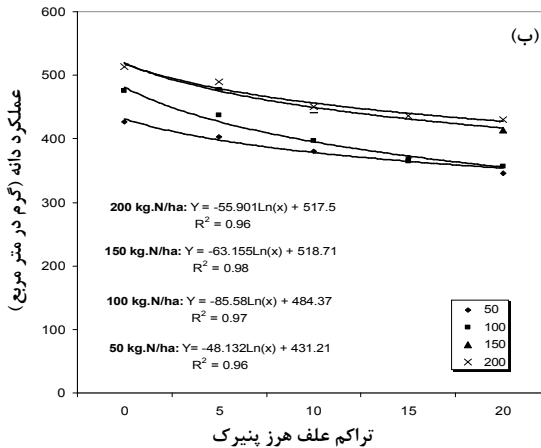 (ب)
عملکرد دانه (گرم در متر مربع)
600
500
400
300
200
100
0
200 kg.N/ha: Y = -55.901Ln(x) + 517.5
R² = 0.96
150 kg.N/ha: Y = -63.155Ln(x) + 518.71
R² = 0.98
100 kg.N/ha: Y = -85.58Ln(x) + 484.37
R² = 0.97
50 kg.N/ha: Y= -48.132Ln(x) + 431.21
R² = 0.96
50
100
150
200
0 5 10 15 20
تراکم علف هرز پنیرک